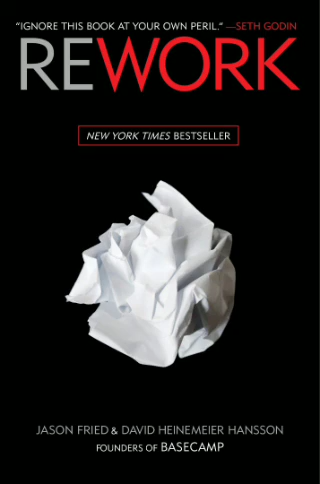 “IGNORE THIS BOOK AT YOUR OWN PERIL.” —SETH GODIN
REWORK
NEW YORK TIMES BESTSELLER
JASON FRIED & DAVID HEINEMEIER HANSSON
FOUNDERS OF BASECAMP